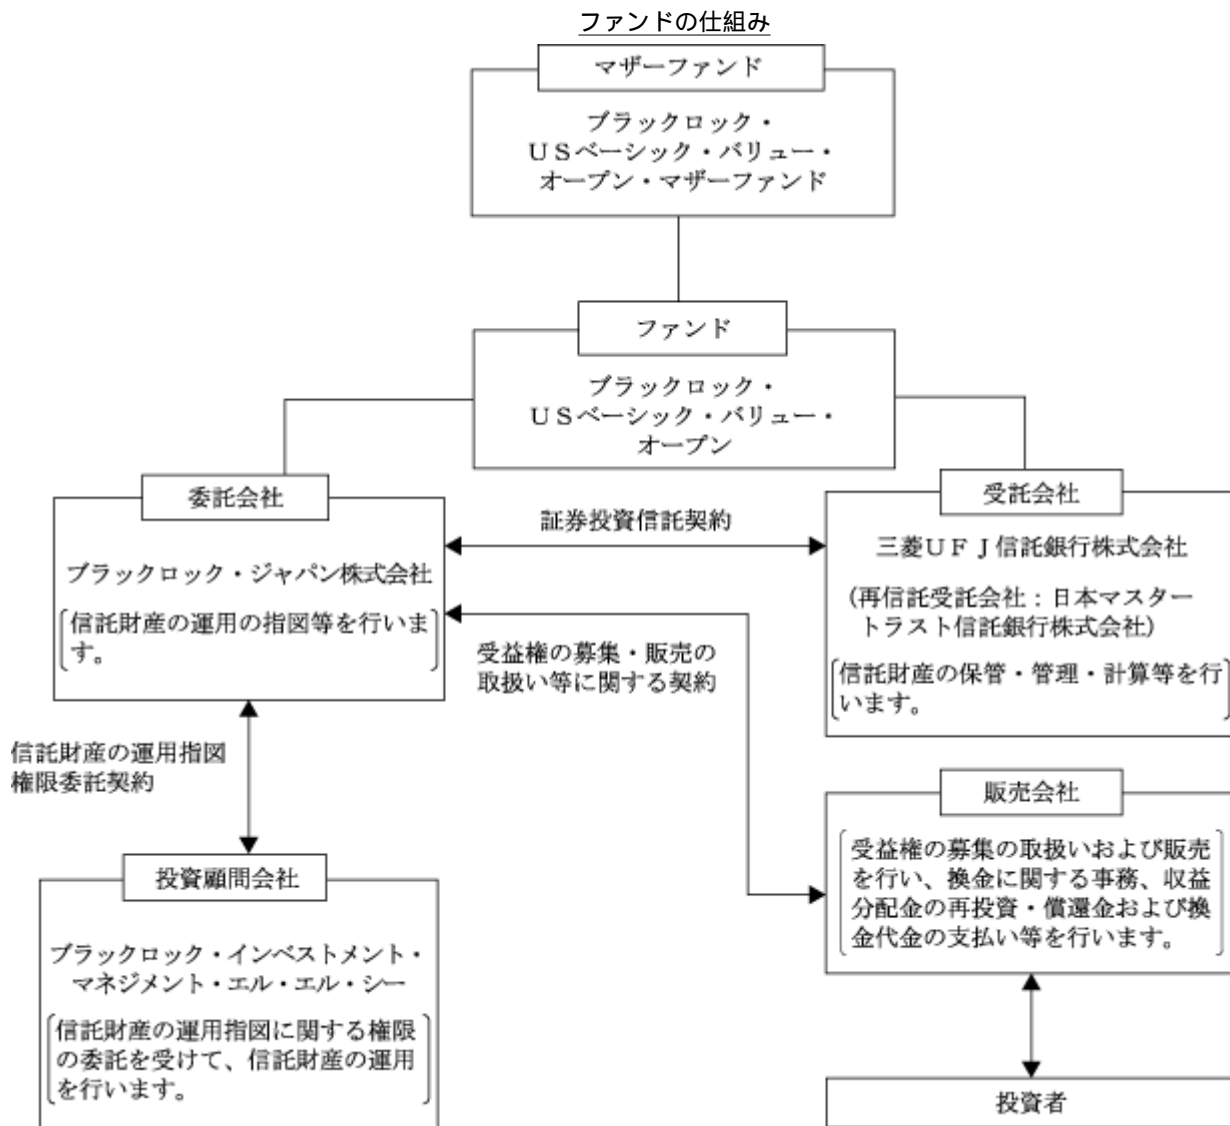 ファンドの仕組み
マザーファンド
ブラックロック・
ＵＳベーシック・バリュー・
オープン・マザーファンド
ファンド
ブラックロック・
ＵＳベーシック・バリュー・
オープン
委託会社
ブラックロック・ジャパン株式会社
信託財産の運用の指図等を行いま
す。
証券投資信託契約
受託会社
三菱ＵＦＪ信託銀行株式会社
（再信託受託会社：日本マスター
トラスト信託銀行株式会社）
信託財産の保管・管理・計算等を行
います。
受益権の募集・販売の
取扱い等に関する契約
信託財産の運用指図
権限委託契約
販売会社
受益権の募集の取扱いおよび販売
を行い、換金に関する事務、収益
分配金の再投資・償還金および換
金代金の支払い等を行います。
投資顧問会社
ブラックロック・インベストメント・
マネジメント・エル・エル・シー
信託財産の運用指図に関する権限
の委託を受けて、信託財産の運用
を行います。
投資者